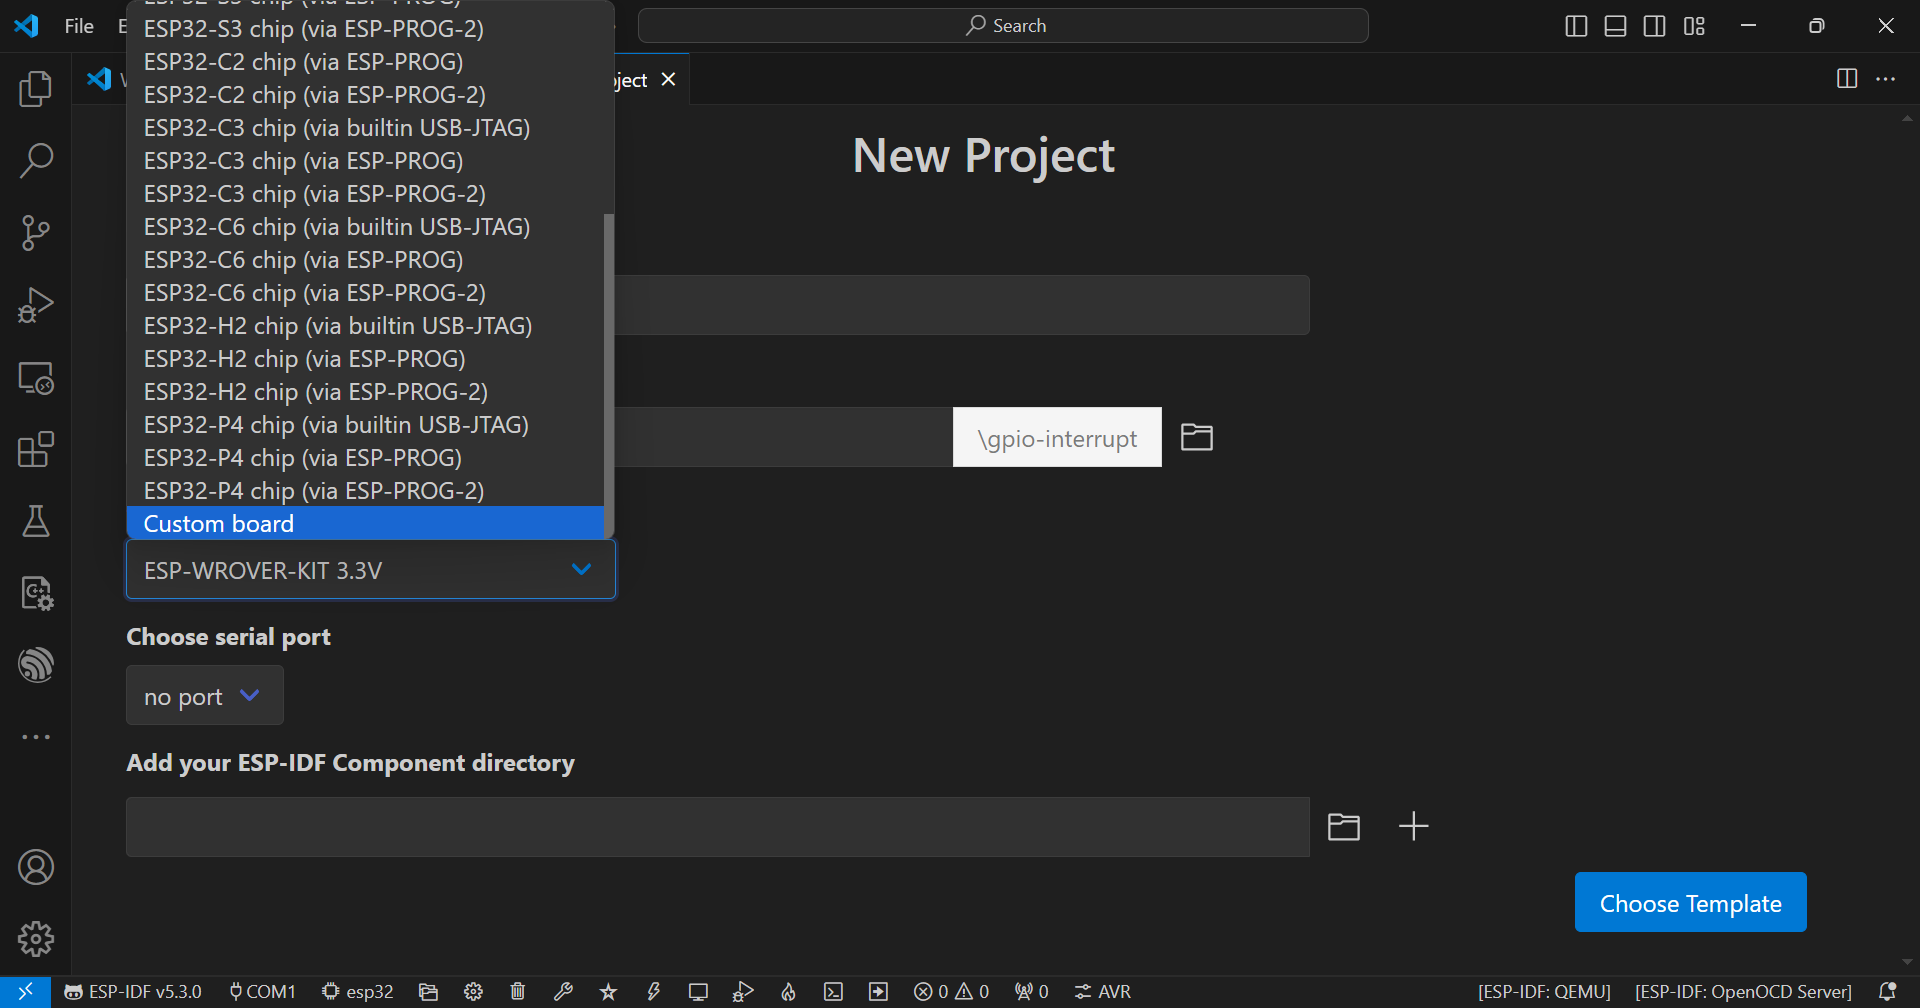 File
Search
ject
New Project
ESP32-S3 chip (via ESP-PROG)
ESP32-S3 chip (via ESP-PROG-2)
ESP32-C2 chip (via ESP-PROG)
ESP32-C2 chip (via ESP-PROG-2)
ESP32-C3 chip (via builtin USB-JTAG)
ESP32-C3 chip (via ESP-PROG)
ESP32-C3 chip (via ESP-PROG-2)
ESP32-C6 chip (via builtin USB-JTAG)
ESP32-C6 chip (via ESP-PROG)
ESP32-C6 chip (via ESP-PROG-2)
ESP32-H2 chip (via builtin USB-JTAG)
ESP32-H2 chip (via ESP-PROG)
ESP32-H2 chip (via ESP-PROG-2)
ESP32-P4 chip (via builtin USB-JTAG)
ESP32-P4 chip (via ESP-PROG)
ESP32-P4 chip (via ESP-PROG-2)
Custom board
\gpio-interrupt
ESP-WROVER-KIT 3.3V
Choose serial port
no port
Add your ESP-IDF Component directory
Choose Template
ESP-IDF v5.3.0 COM1 esp32 0 0 0 AVR [ESP-IDF: QEMU] [ESP-IDF: OpenOCD Server]